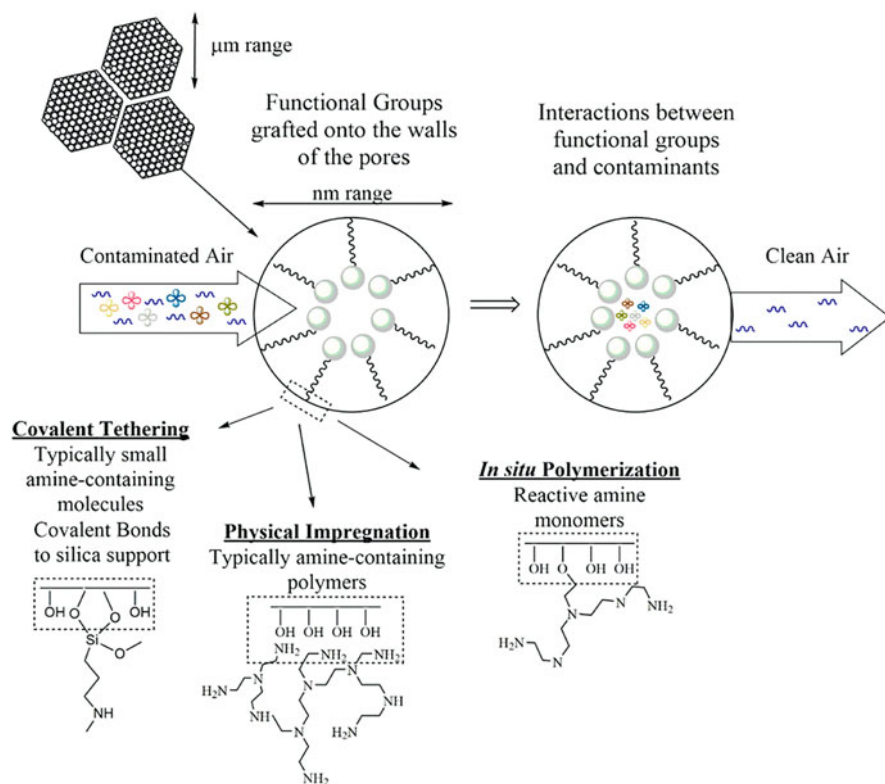 μm range
Functional Groups
grafted onto the walls
of the pores
nm range
Interactions between
functional groups
and contaminants
Contaminated Air
Clean Air
Covalent Tethering
Typically small
amine-containing
molecules
Covalent Bonds
to silica support
OH
O
O
OH
Si
O
NH
Physical Impregnation
Typically amine-containing
polymers
OH OH OH OH
NH2
NH2
NH2
H2N
N
N
N
NH
N
NH
H2N
NH2
In situ Polymerization
Reactive amine
monomers
OH O OH OH
N
N
NH2
H2N
N